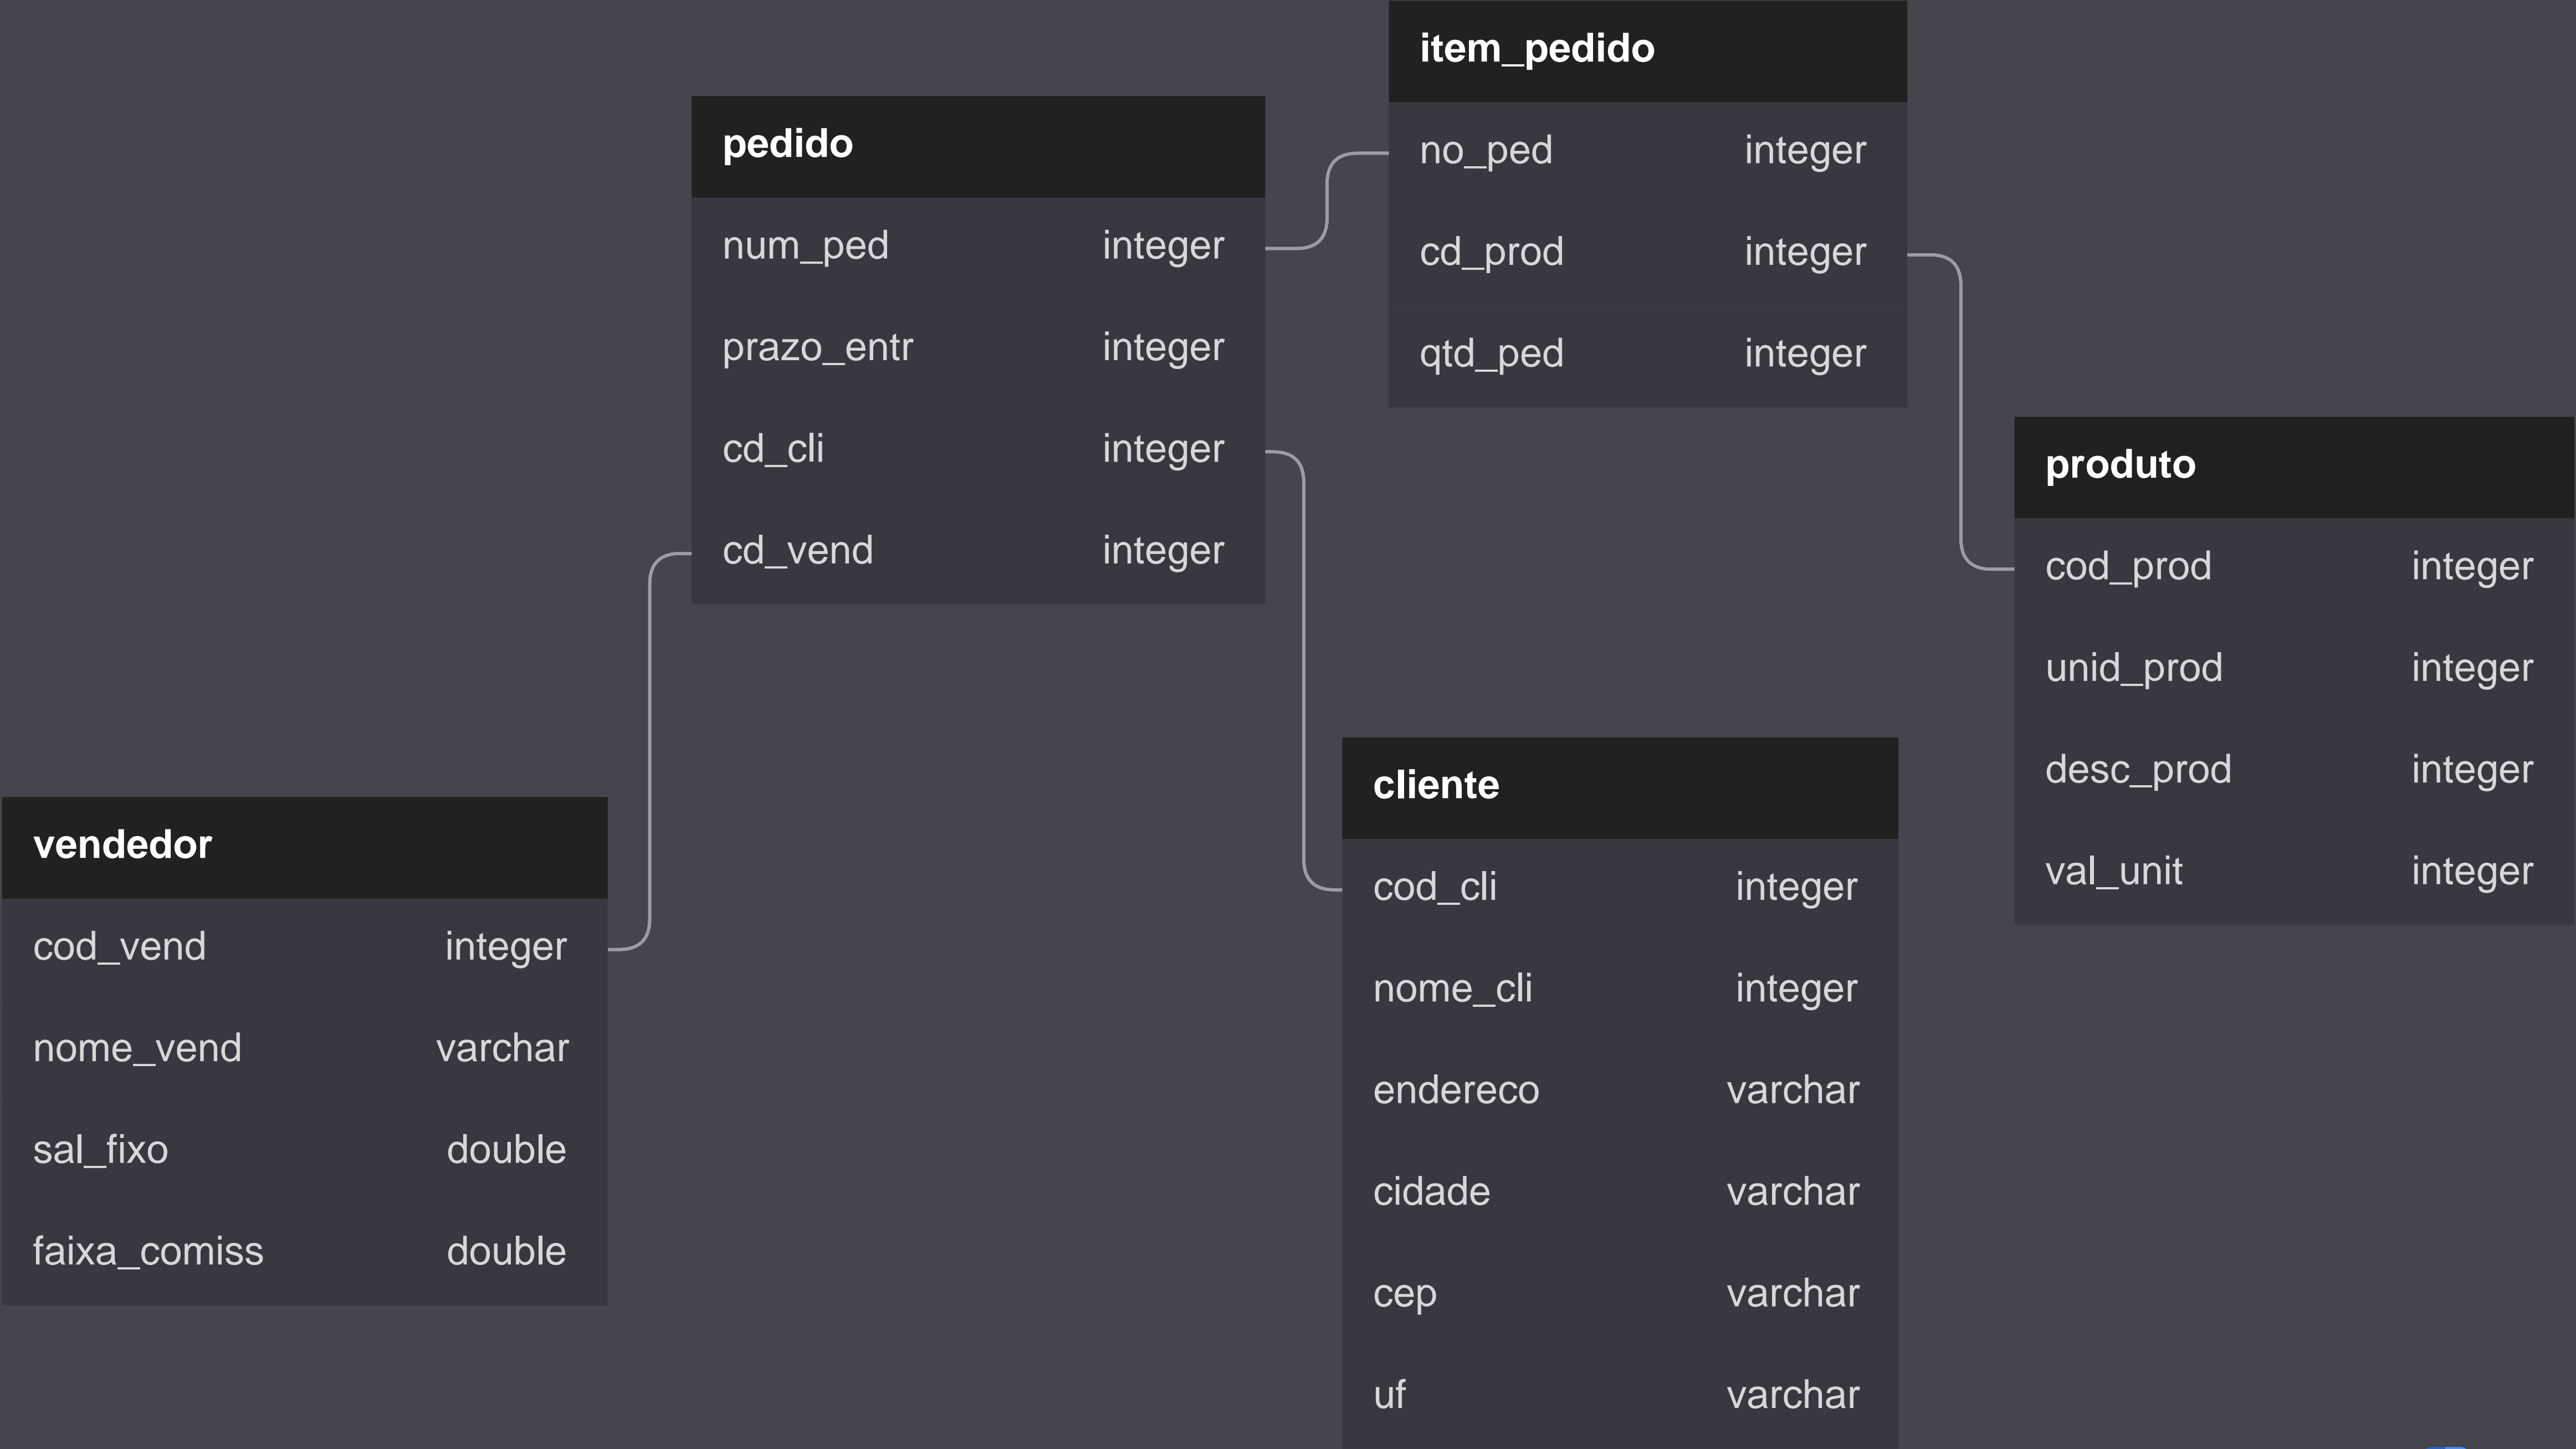 item_pedido
no_ped integer
cd_prod integer
qtd_ped integer
pedido
num_ped integer
prazo_entr integer
cd_cli integer
cd_vend integer
produto
cod_prod integer
unid_prod integer
desc_prod integer
val_unit integer
cliente
cod_cli integer
nome_cli integer
endereco varchar
cidade varchar
cep varchar
uf varchar
vendedor
cod_vend integer
nome_vend varchar
sal_fixo double
faixa_comiss double